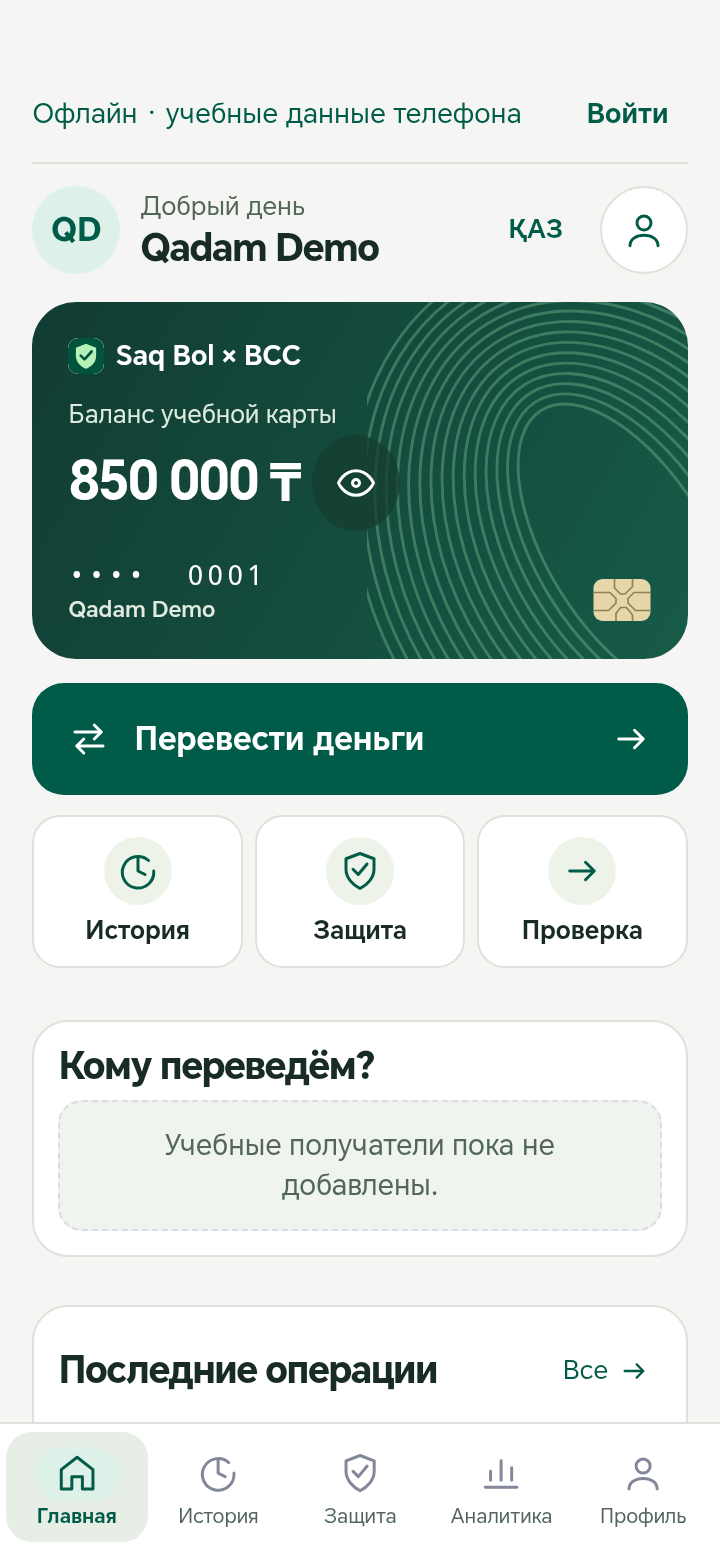 Офлайн · учебные данные телефона
Войти
QD
Добрый день
Qadam Demo
ҚАЗ
Saq Bol × BCC
Баланс учебной карты
850 000 ₸
•••• 0001
Qadam Demo
Перевести деньги
История
Защита
Проверка
Кому переведём?
Учебные получатели пока не
добавлены.
Последние операции
Все
Главная
История
Защита
Аналитика
Профиль